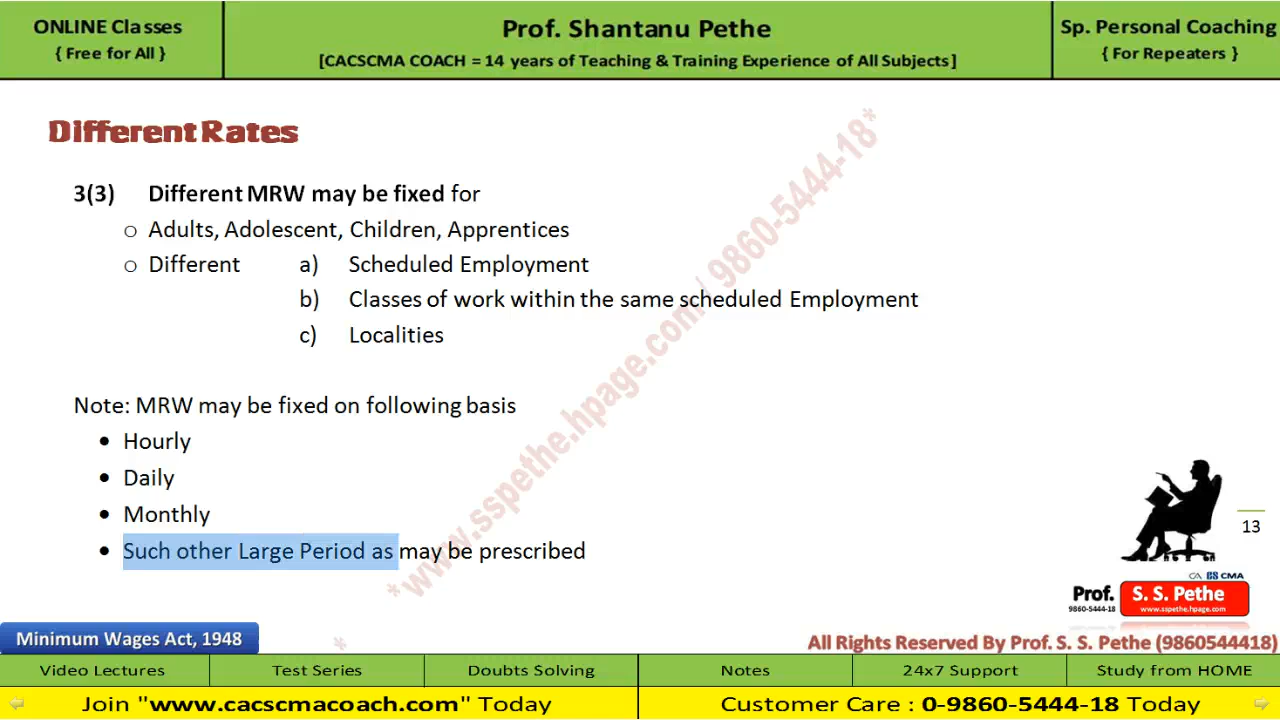 ONLINE Classes
{ Free for All }
Prof. Shantanu Pethe
[CACSCMA COACH = 14 years of Teaching & Training Experience of All Subjects]
Sp. Personal Coaching
{ For Repeaters }
Different Rates
3(3) Different MRW may be fixed for
o Adults, Adolescent, Children, Apprentices
o Different a) Scheduled Employment
b) Classes of work within the same scheduled Employment
c) Localities
Note: MRW may be fixed on following basis
• Hourly
• Daily
• Monthly
• Such other Large Period as may be prescribed
*www.sspethe.hpage.com/ 9860-5444-18*
13
CA CS CMA
Prof. S. S. Pethe
9860-5444-18 www.sspethe.hpage.com
Minimum Wages Act, 1948
*
All Rights Reserved By Prof. S. S. Pethe (9860544418)
Video Lectures Test Series Doubts Solving Notes 24x7 Support Study from HOME
Join "www.cacscmacoach.com" Today Customer Care : 0-9860-5444-18 Today